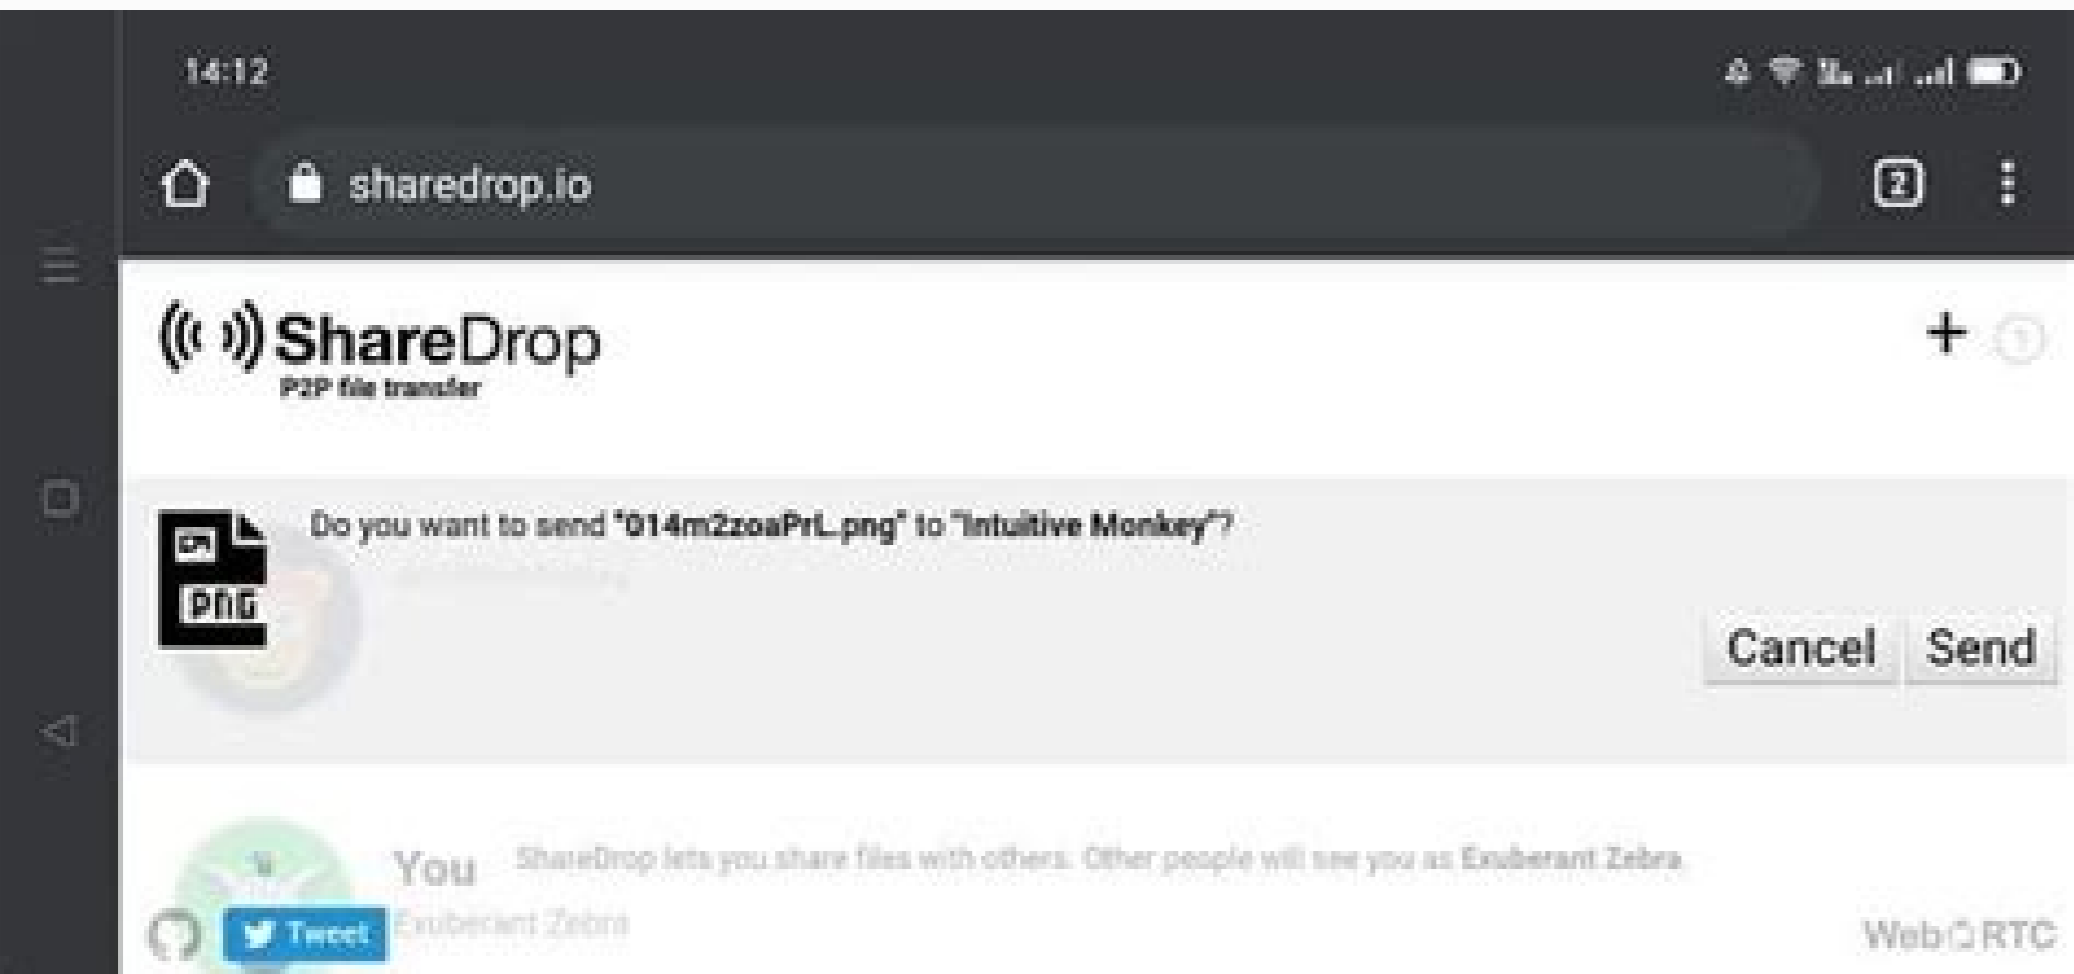 14:12
sharedrop.io
2
ShareDrop
P2P file transfer
+
PNG
Do you want to send "014m2zoaPrL.png" to "Intuitive Monkey"?
Cancel Send
You ShareDrop lets you share files with others. Other people will see you as Exuberant Zebra.
Exuberant Zebra
Tweet
WebRTC